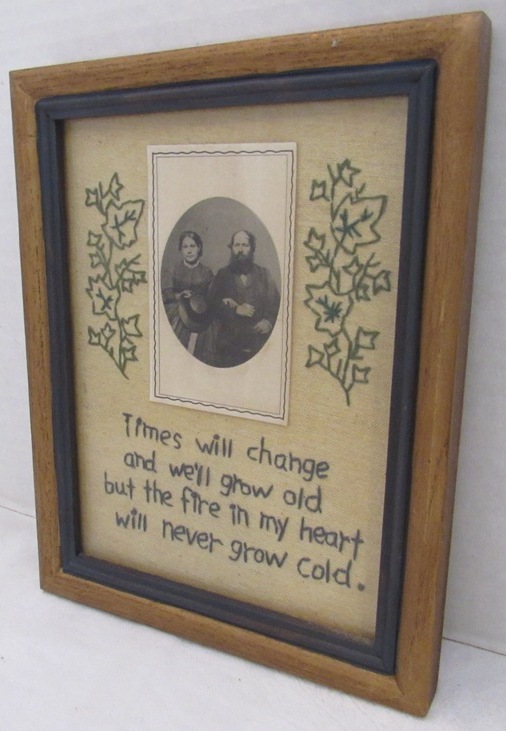 Times will change
and we'll grow old
but the fire in my heart
will never grow cold.